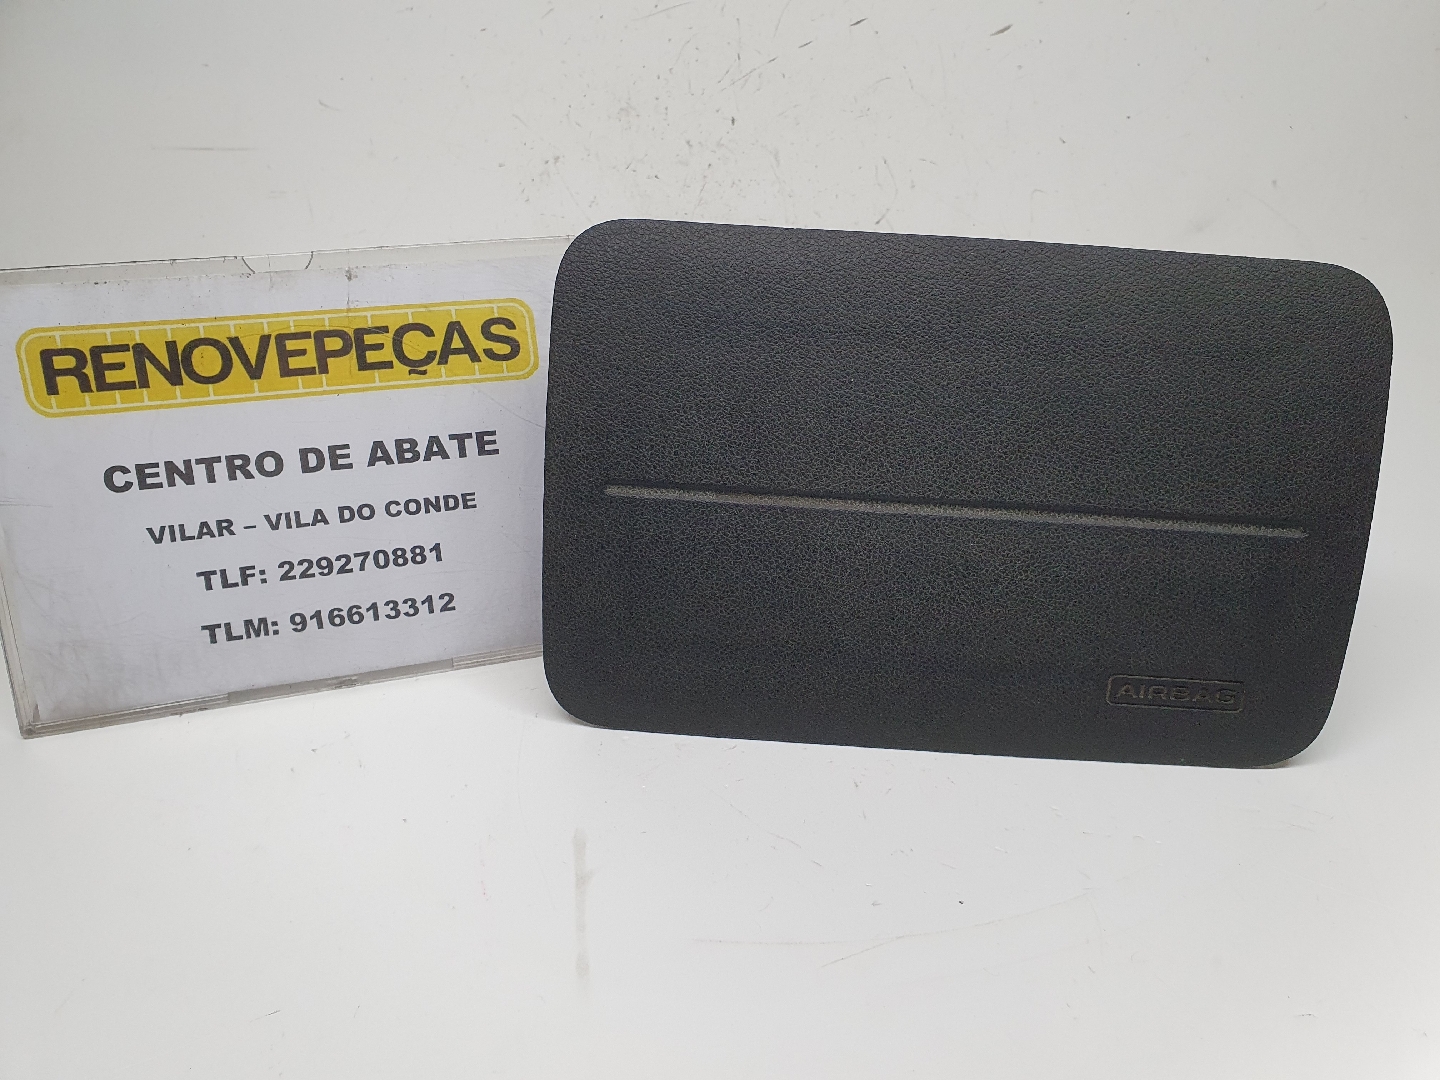 RENOVEPEÇAS
CENTRO DE ABATE
VILAR – VILA DO CONDE
TLF: 229270881
TLM: 916613312
AIRBAG